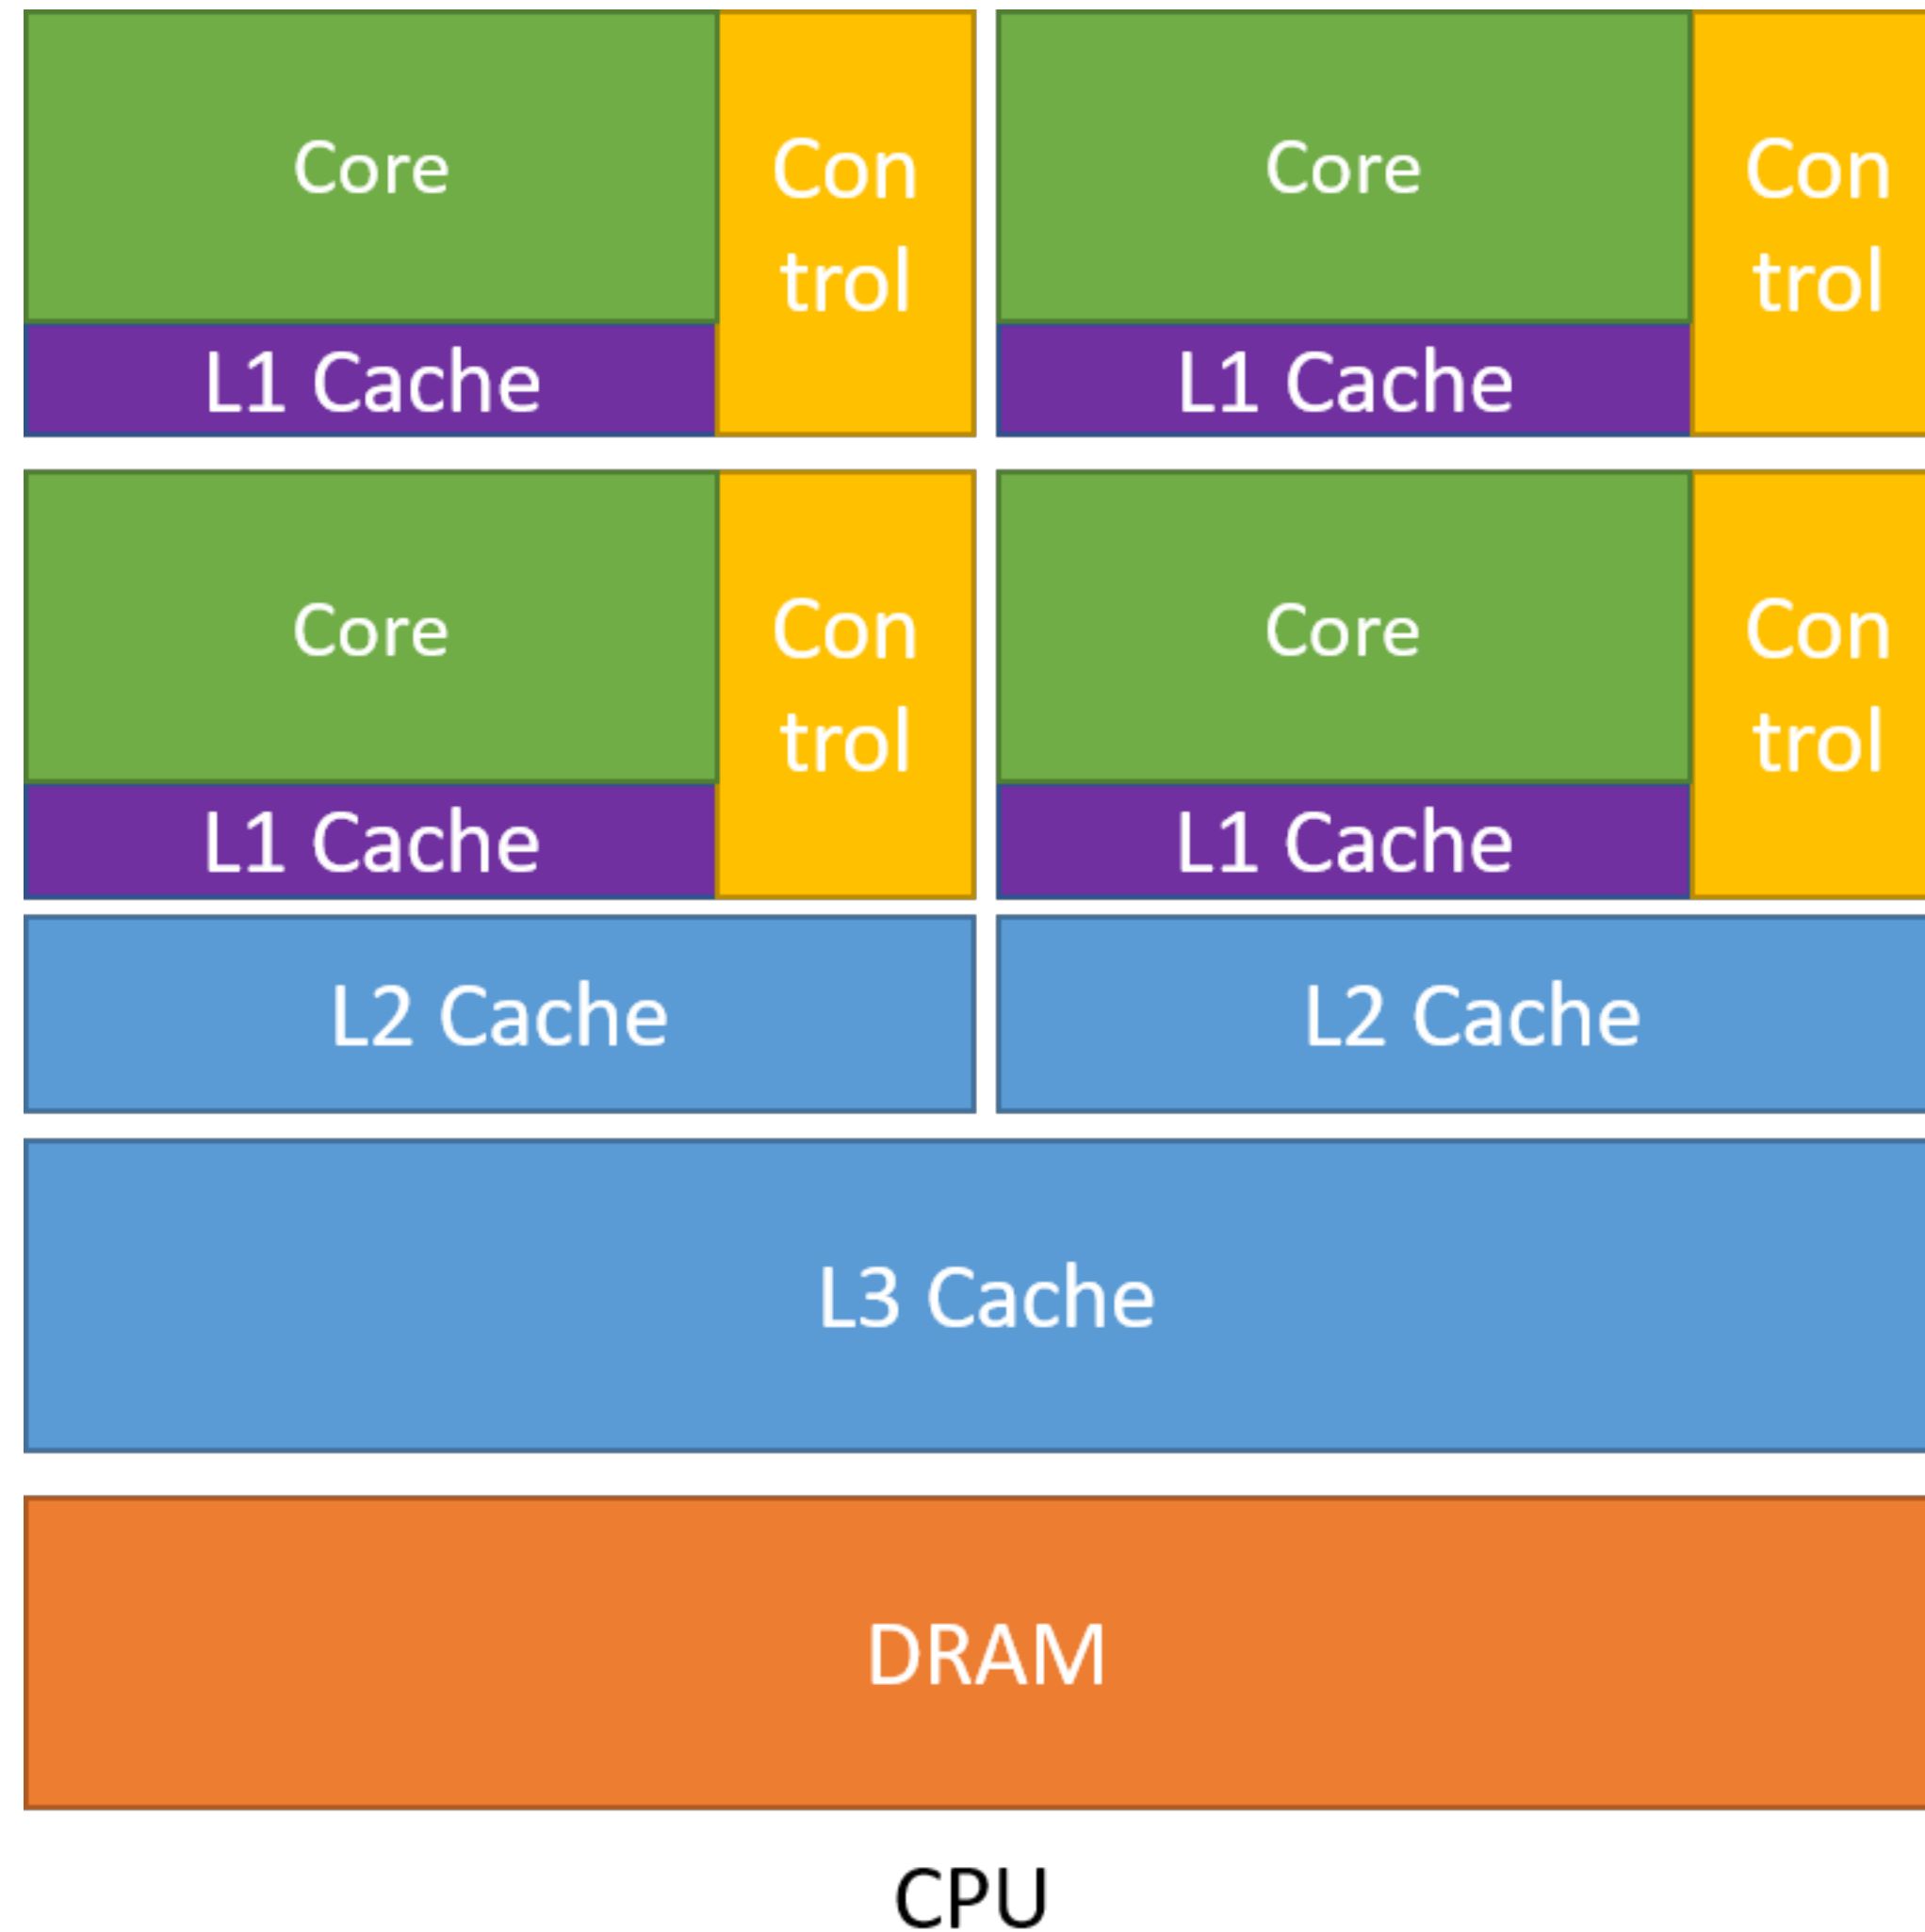 Core
Con
trol
Core
Con
trol
L1 Cache
L1 Cache
Core
Con
trol
Core
Con
trol
L1 Cache
L1 Cache
L2 Cache
L2 Cache
L3 Cache
DRAM
CPU